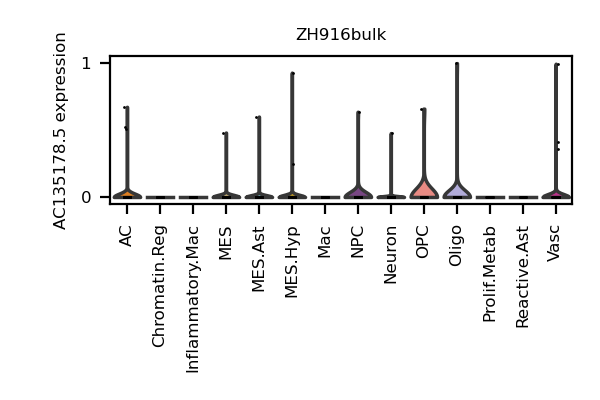 ZH916bulk
AC135178.5 expression
1
0
AC
Chromatin.Reg
Inflammatory.Mac
MES
MES.Ast
MES.Hyp
Mac
NPC
Neuron
OPC
Oligo
Prolif.Metab
Reactive.Ast
Vasc